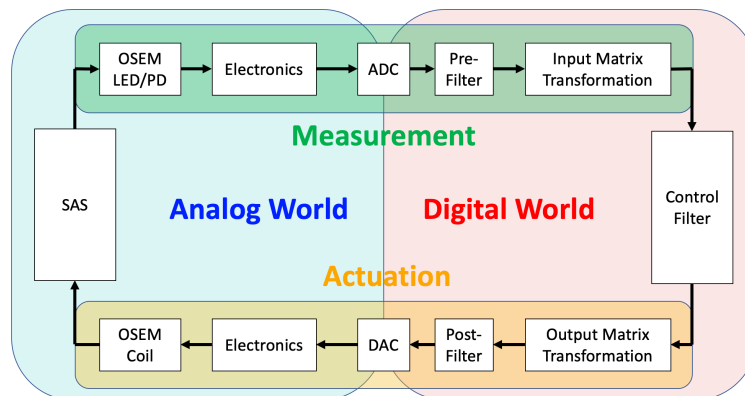 OSEM
LED/PD
Electronics
ADC
Pre-
Filter
Input Matrix
Transformation
Measurement
SAS
Analog World
Digital World
Control
Filter
Actuation
OSEM
Coil
Electronics
DAC
Post-
Filter
Output Matrix
Transformation